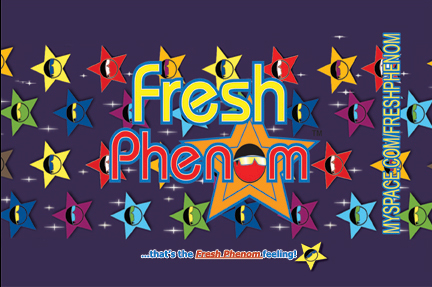 Fresh
Phenom
...that's the Fresh Phenom feeling!
MYSPACE.COM/FRESHPHENOM